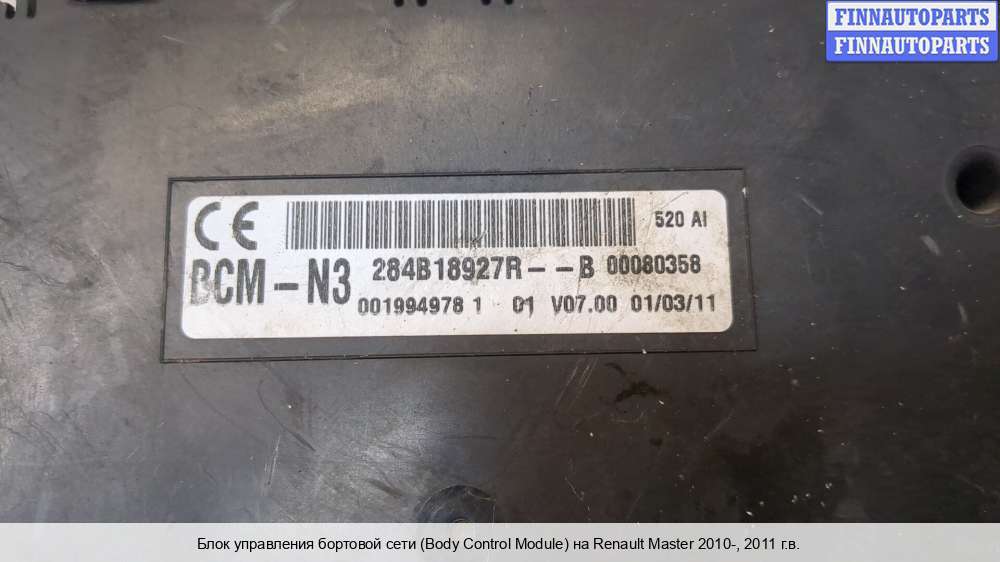 FINNAUTOPARTS
FINNAUTOPARTS
CE
520 AI
BCM-N3 284B18927R--B 00080358
001994978 1 01 V07.00 01/03/11
Блок управления бортовой сети (Body Control Module) на Renault Master 2010-, 2011 г.в.